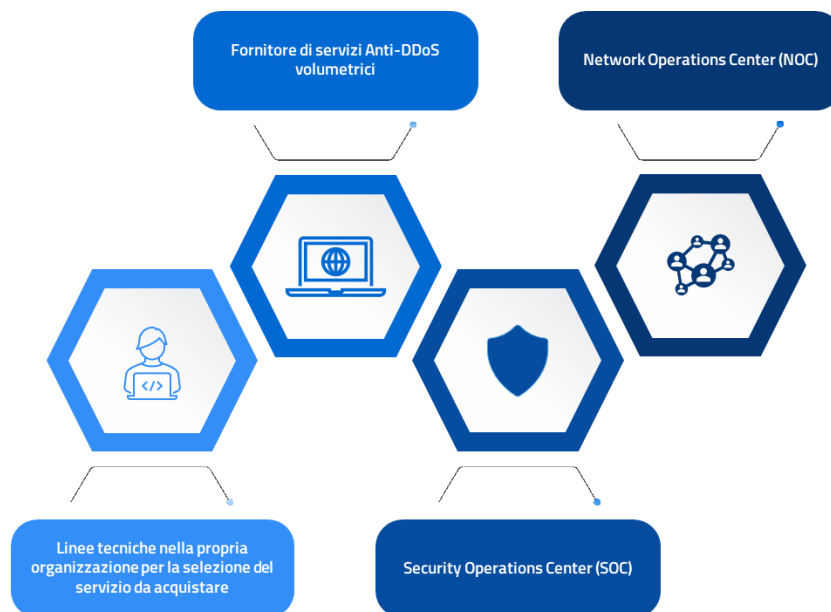 Fornitore di servizi Anti-DDoS
volumetrici
Network Operations Center (NOC)
</>
Linee tecniche nella propria
organizzazione per la selezione del
servizio da acquistare
Security Operations Center (SOC)